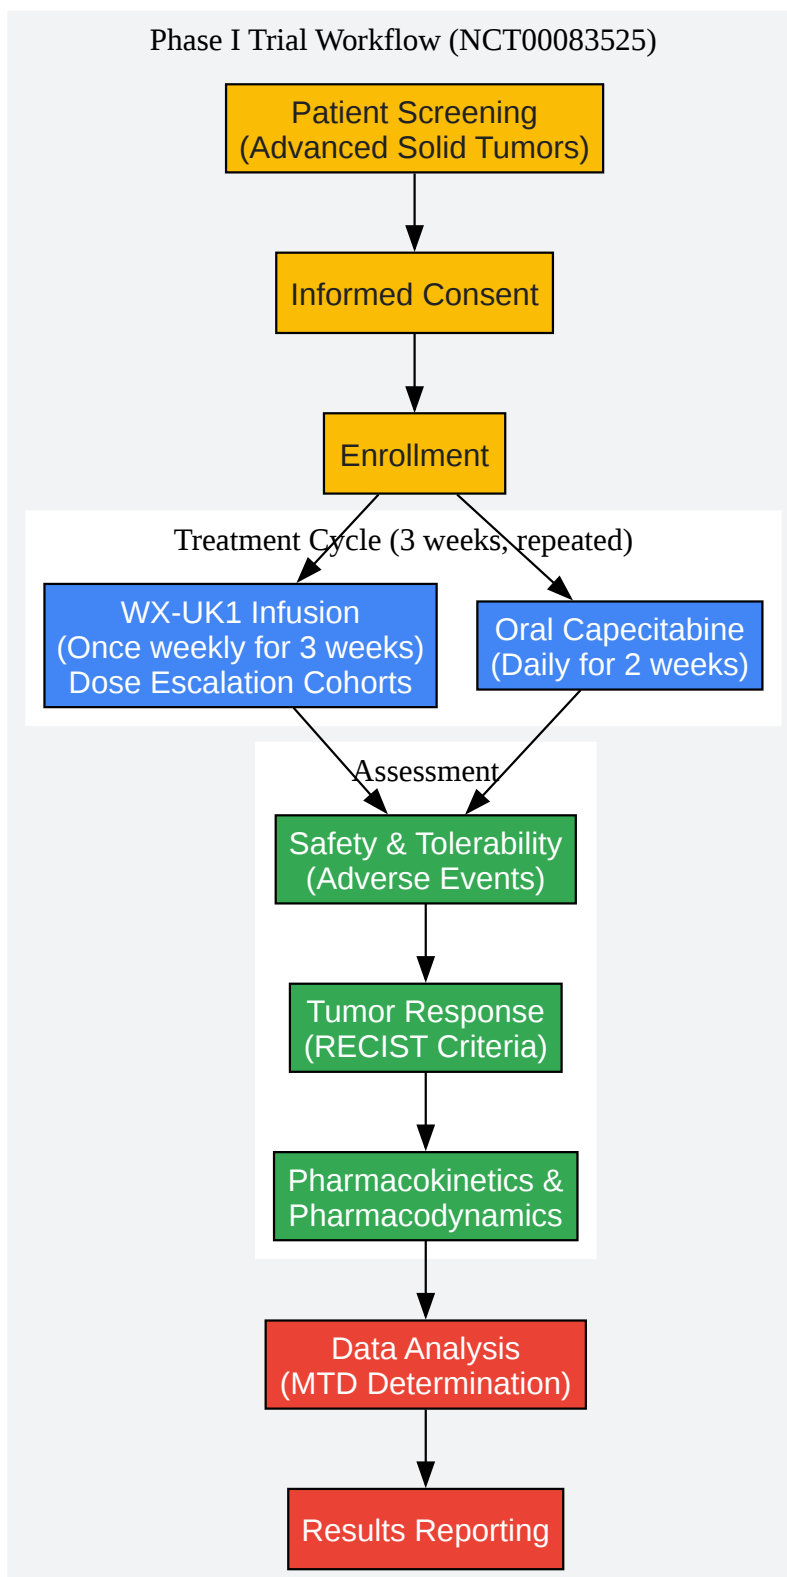 Phase I Trial Workflow (NCT00083525)
Patient Screening
(Advanced Solid Tumors)
Informed Consent
Enrollment
Treatment Cycle (3 weeks, repeated)
WX-UK1 Infusion
(Once weekly for 3 weeks)
Dose Escalation Cohorts
Oral Capecitabine
(Daily for 2 weeks)
Assessment
Safety & Tolerability
(Adverse Events)
Tumor Response
(RECIST Criteria)
Pharmacokinetics &
Pharmacodynamics
Data Analysis
(MTD Determination)
Results Reporting